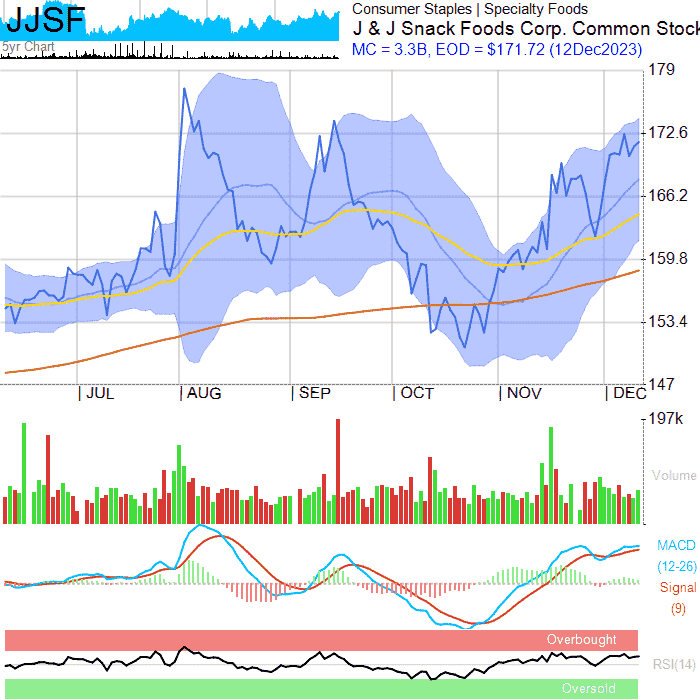 JJSF
5yr Chart
Consumer Staples | Specialty Foods
J & J Snack Foods Corp. Common Stock
MC = 3.3B, EOD = $171.72 (12Dec2023)
179
172.6
166.2
159.8
153.4
147
JUL AUG SEP OCT NOV DEC
197k
Volume
MACD
(12-26)
Signal
(9)
Overbought
RSI(14)
Oversold